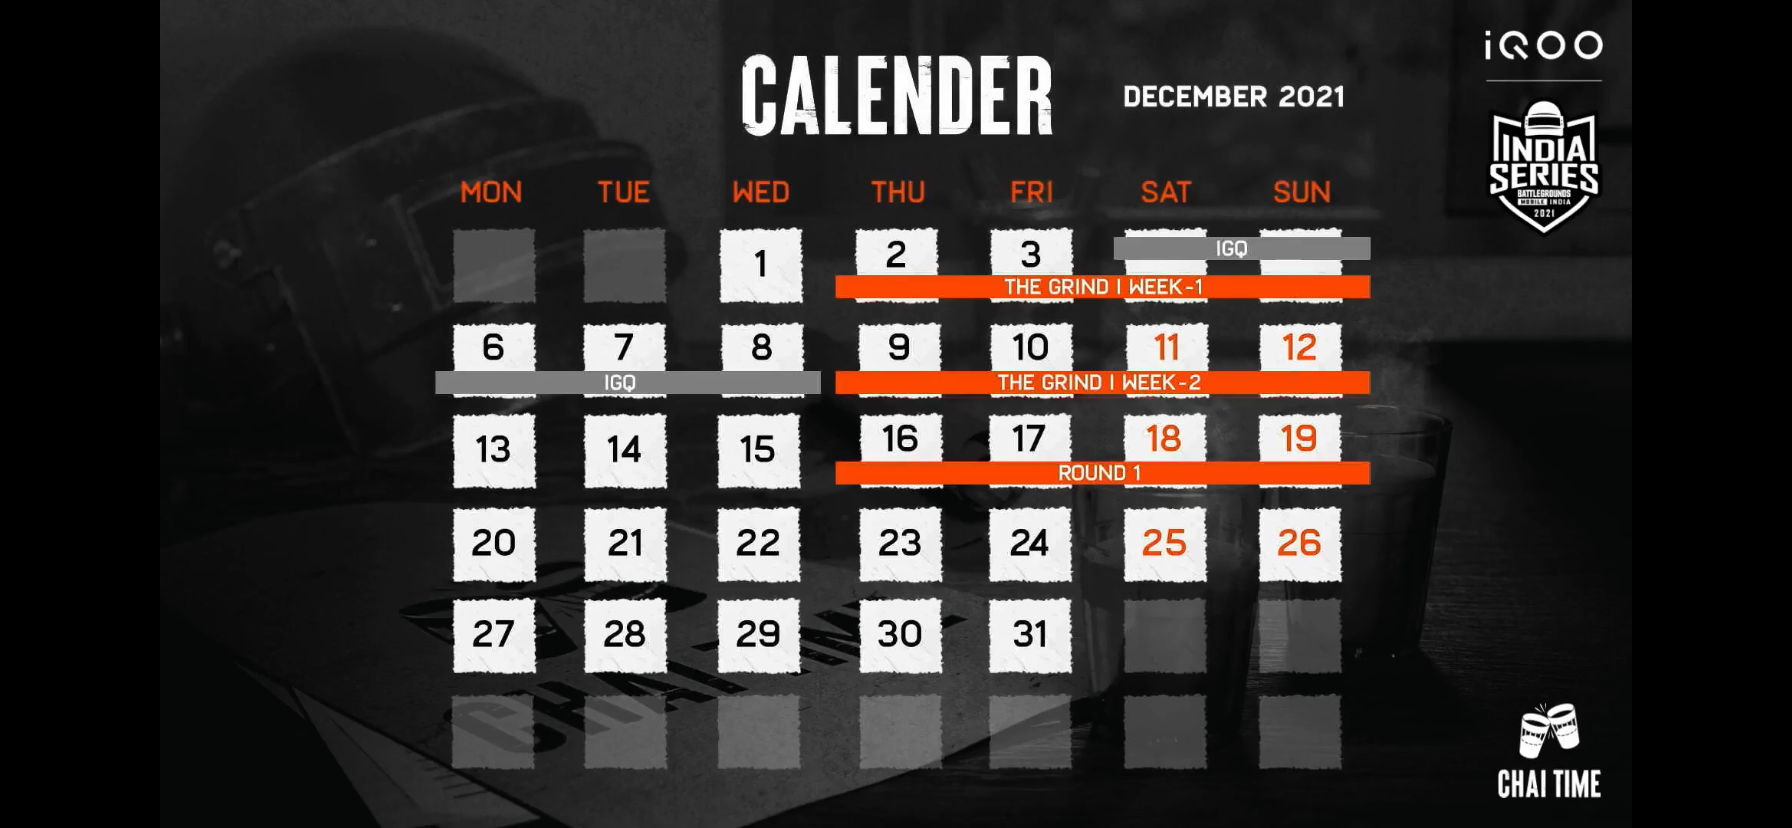 iQOO
CALENDER
DECEMBER 2021
INDIA
SERIES
BATTLEGROUNDS
MOBILE INDIA
2021
MON TUE WED THU FRI SAT SUN
1 2 3
IGQ
THE GRIND | WEEK-1
6 7 8 9 10 11 12
IGQ THE GRIND | WEEK-2
13 14 15 16 17 18 19
ROUND 1
20 21 22 23 24 25 26
27 28 29 30 31
CHAI TIME
CHAI TIME